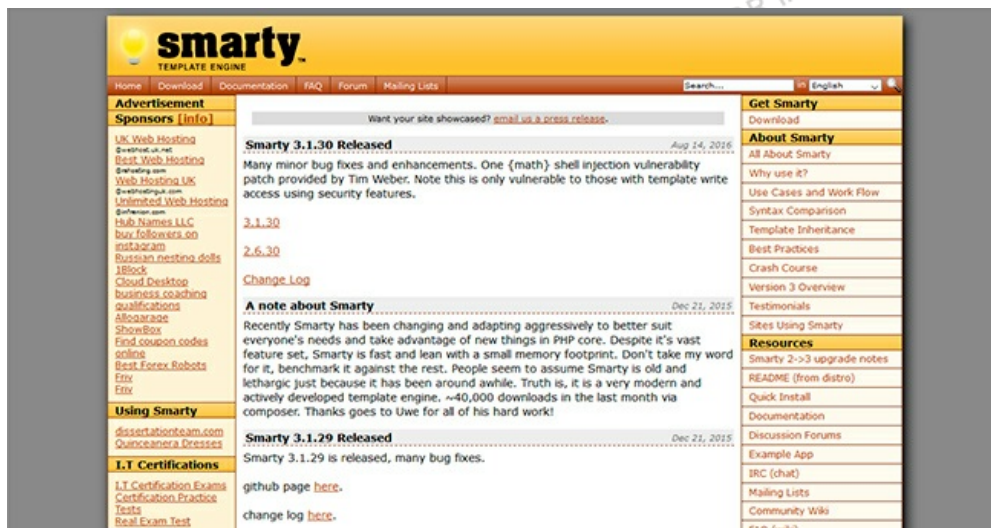 smarty
TEMPLATE ENGINE
Home Download Documentation FAQ Forum Mailing Lists
Search... in English
Advertisement
Sponsors [info]
UK Web Hosting
@webhost.uk.net
Best Web Hosting
@rehosting.com
Web Hosting UK
@webhostinguk.com
Unlimited Web Hosting
@infenion.com
Hub Names LLC
buy followers on
instagram
Russian nesting dolls
1Block
Cloud Desktop
business coaching
qualifications
Allogarage
ShowBox
Find coupon codes
online
Best Forex Robots
Friv
Friv
Using Smarty
dissertationteam.com
Quinceanera Dresses
I.T Certifications
I.T Certification Exams
Certification Practice
Tests
Real Exam Test
Want your site showcased? email us a press release.
Smarty 3.1.30 Released Aug 14, 2016
Many minor bug fixes and enhancements. One {math} shell injection vulnerability
patch provided by Tim Weber. Note this is only vulnerable to those with template write
access using security features.
3.1.30
2.6.30
Change Log
A note about Smarty Dec 21, 2015
Recently Smarty has been changing and adapting aggressively to better suit
everyone's needs and take advantage of new things in PHP core. Despite it's vast
feature set, Smarty is fast and lean with a small memory footprint. Don't take my word
for it, benchmark it against the rest. People seem to assume Smarty is old and
lethargic just because it has been around awhile. Truth is, it is a very modern and
actively developed template engine. ~40,000 downloads in the last month via
composer. Thanks goes to Uwe for all of his hard work!
Smarty 3.1.29 Released Dec 21, 2015
Smarty 3.1.29 is released, many bug fixes.
github page here.
change log here.
Get Smarty
Download
About Smarty
All About Smarty
Why use it?
Use Cases and Work Flow
Syntax Comparison
Template Inheritance
Best Practices
Crash Course
Version 3 Overview
Testimonials
Sites Using Smarty
Resources
Smarty 2->3 upgrade notes
README (from distro)
Quick Install
Documentation
Discussion Forums
Example App
IRC (chat)
Mailing Lists
Community Wiki